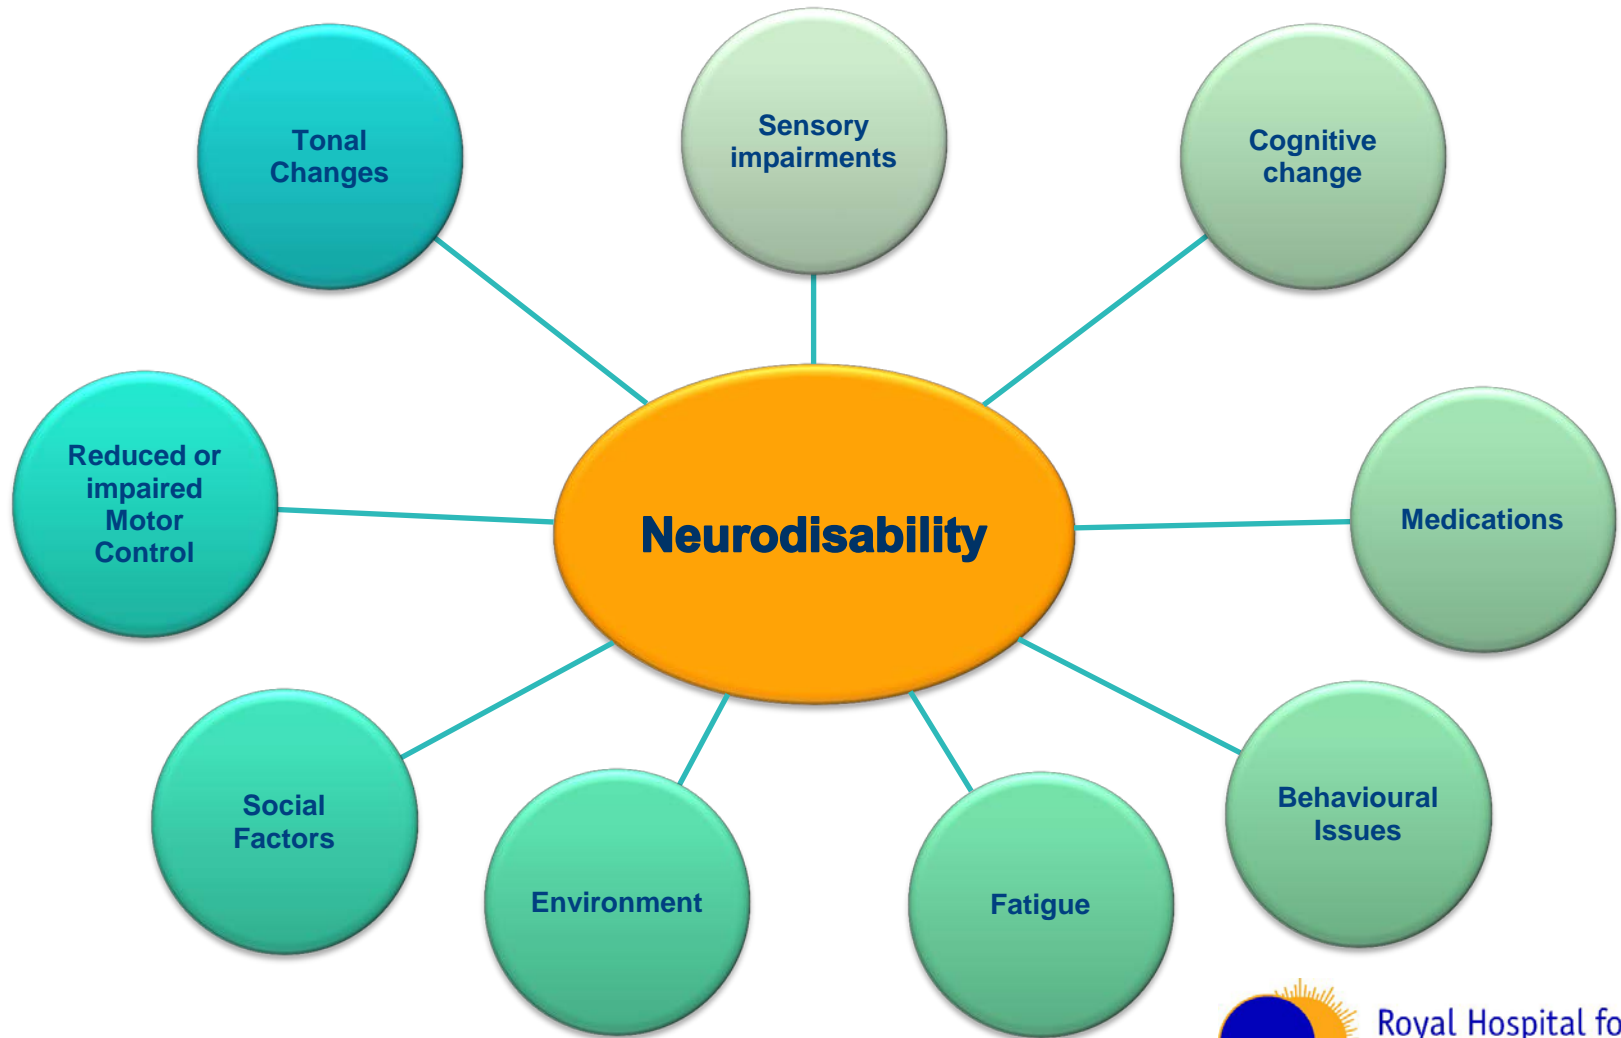 Sensory
impairments
Tonal
Changes
Cognitive
change
Reduced or
impaired
Motor
Control
Neurodisability
Medications
Social
Factors
Behavioural
Issues
Environment
Fatigue
Royal Hospital fo